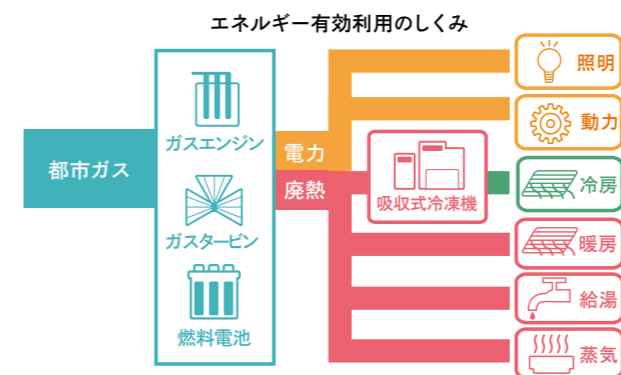 エネルギー有効利用のしくみ
都市ガス
ガスエンジン
ガスタービン
燃料電池
電力
廃熱
吸収式冷凍機
照明
動力
冷房
暖房
給湯
蒸気